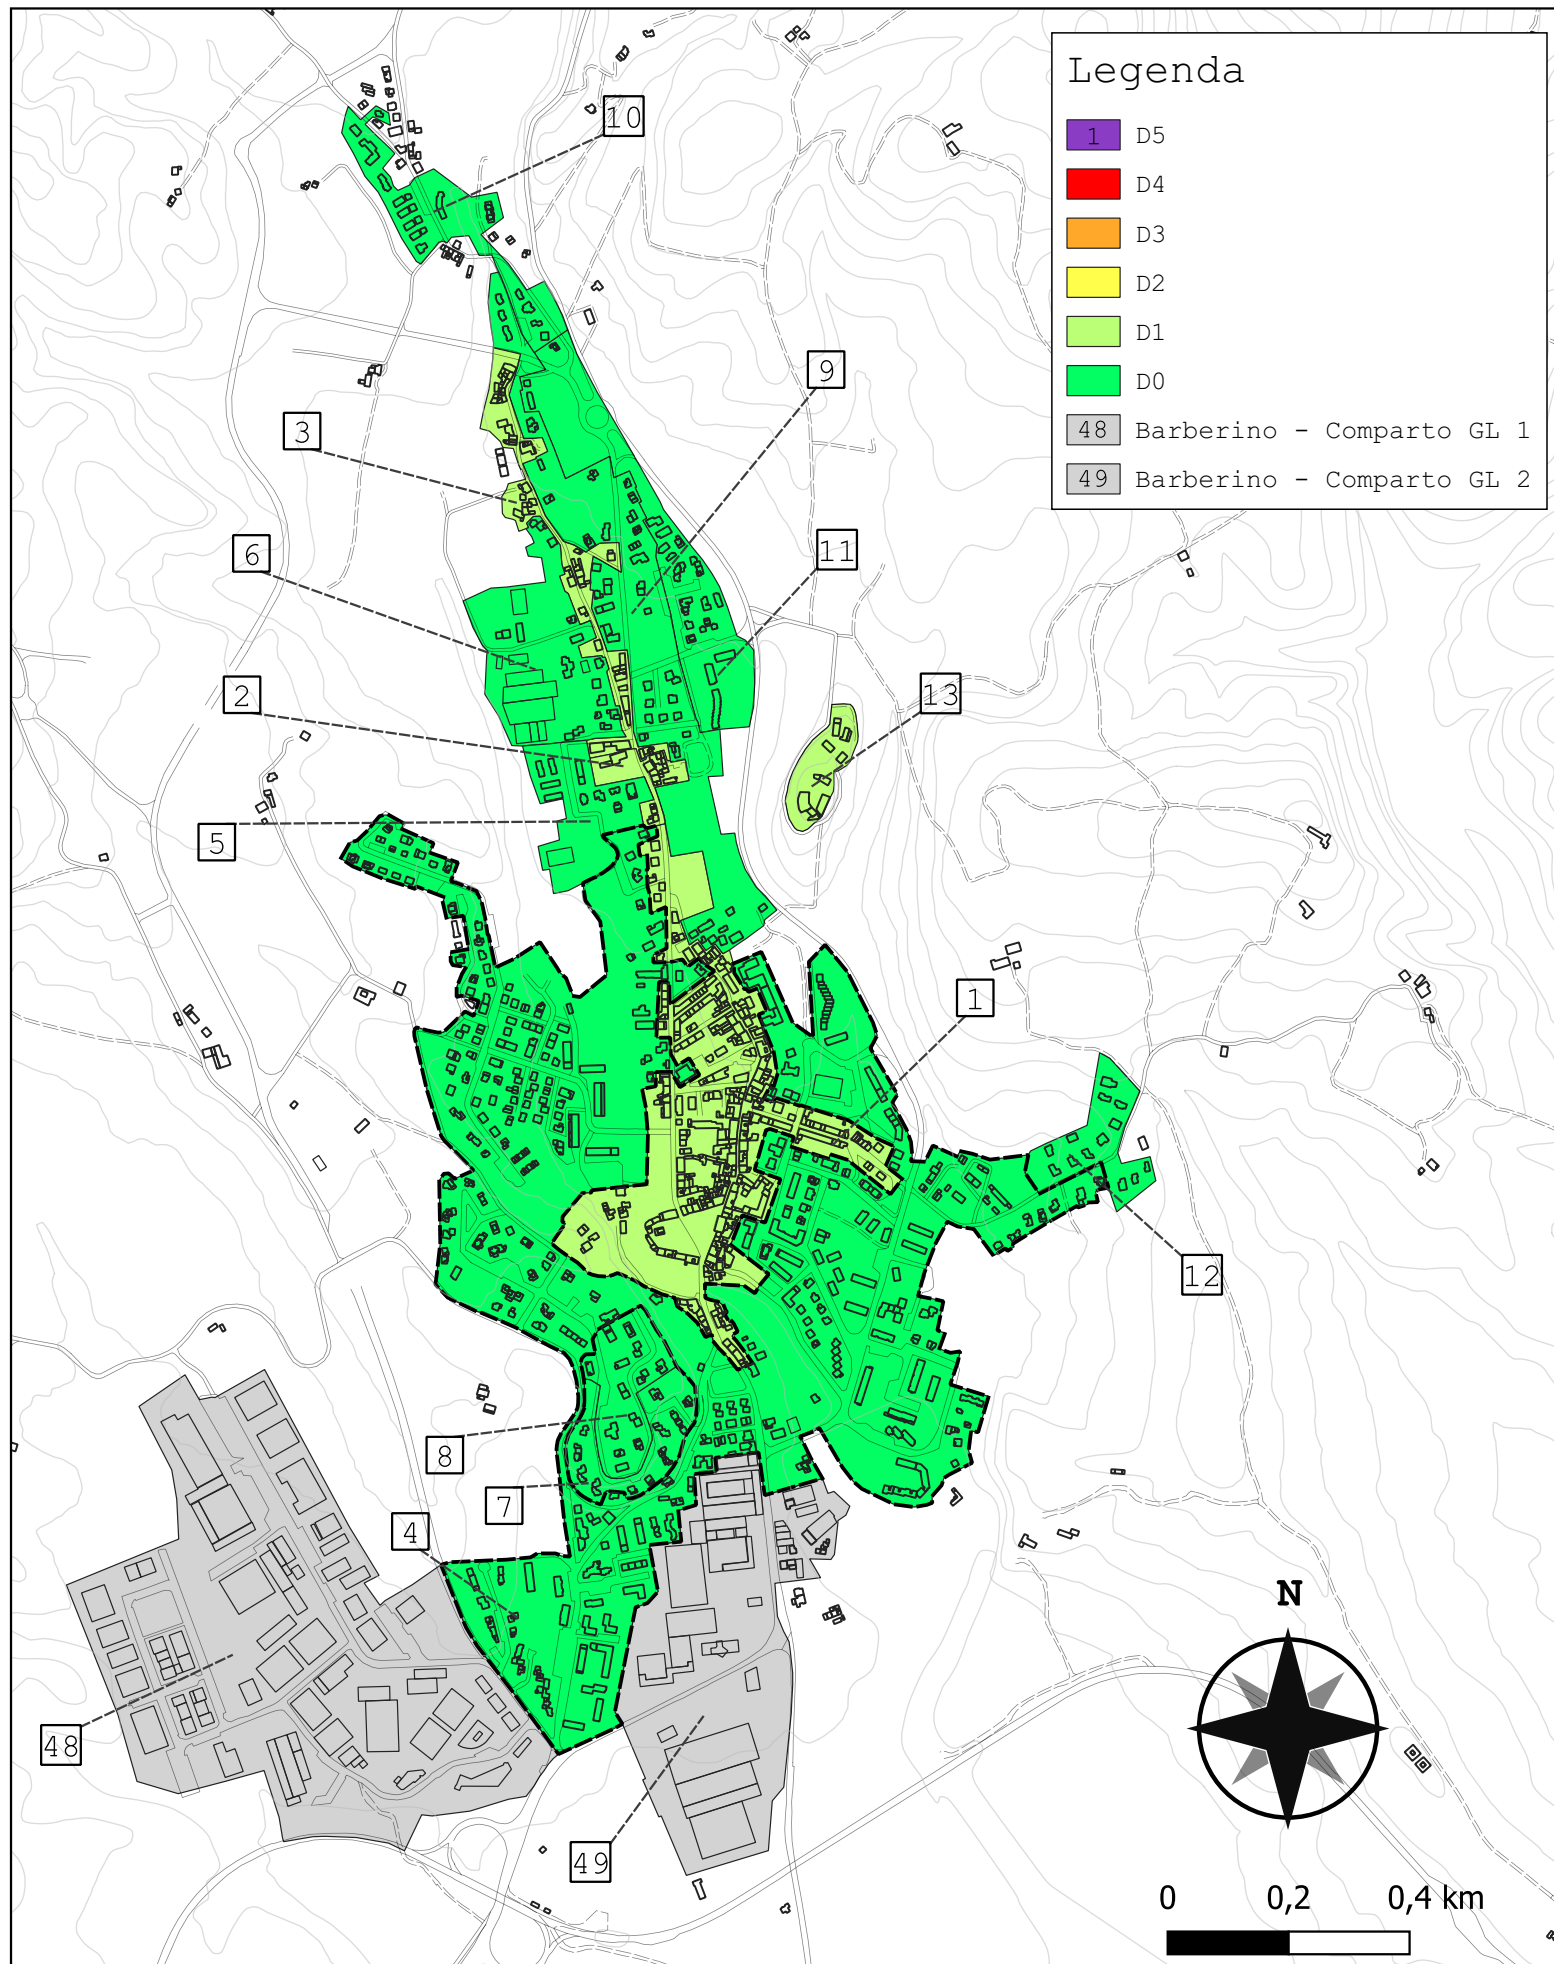 Legenda
1 D5
D4
D3
D2
D1
D0
48 Barberino - Comparto GL 1
49 Barberino - Comparto GL 2
10
9
3
6
11
2
13
5
1
12
8
7
4
48
49
N
0 0,2 0,4 km